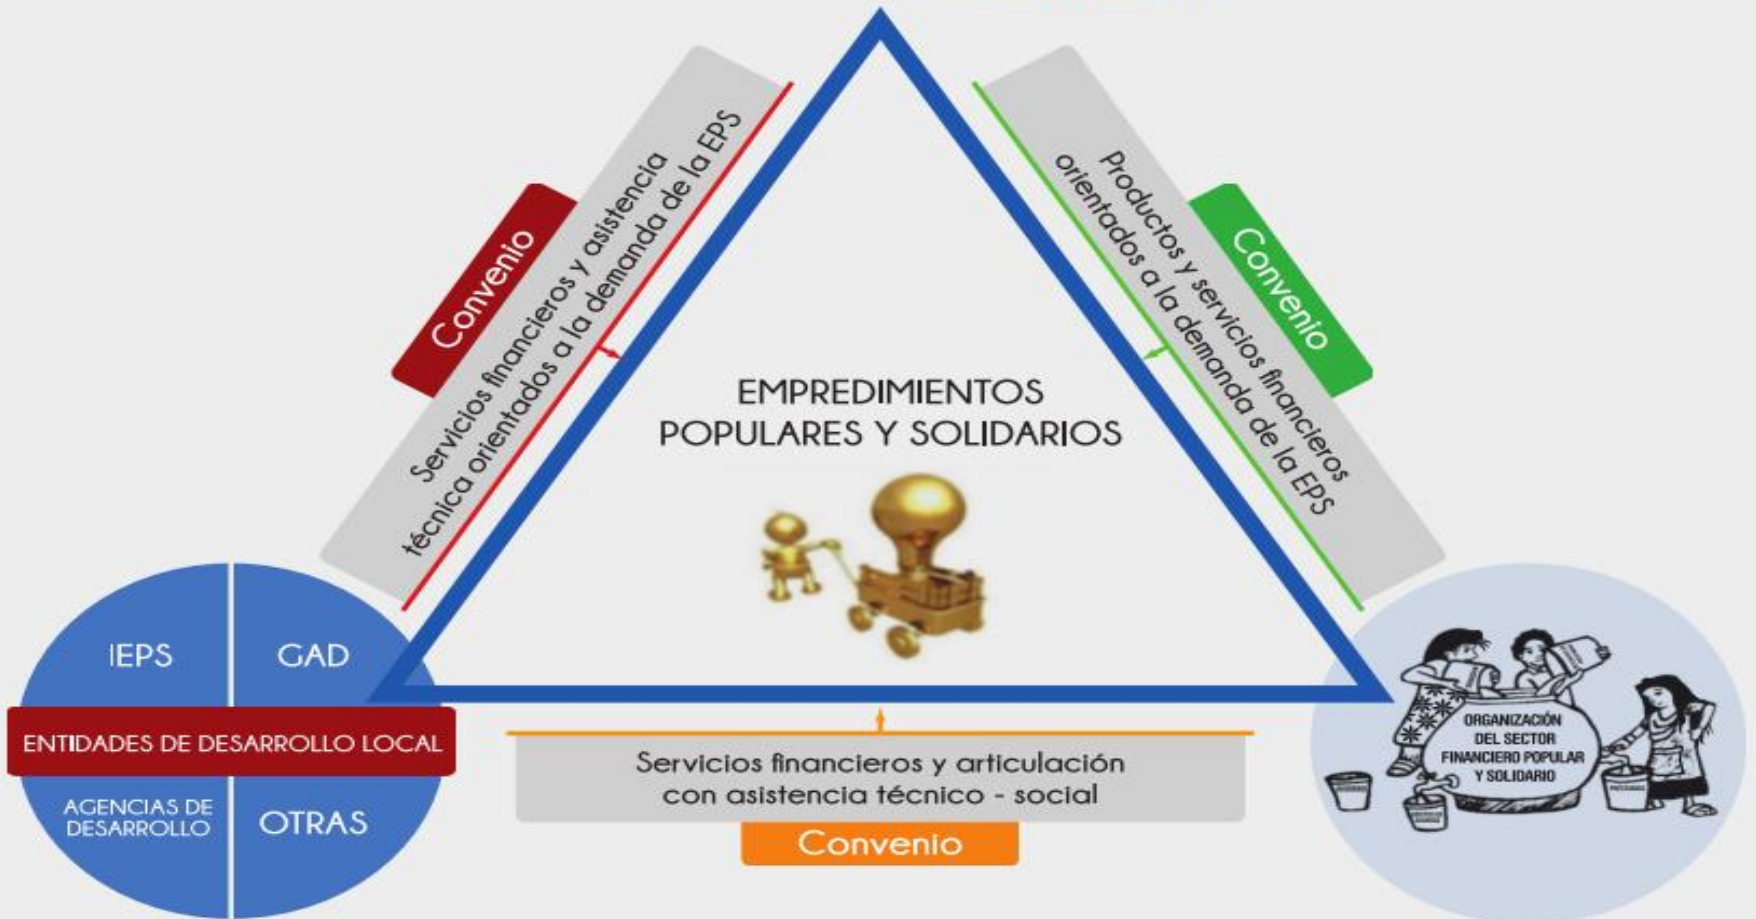 Convenio
Servicios financieros y asistencia
técnica orientados a la demanda de la EPS
Convenio
Productos y servicios financieros
orientados a la demanda de la EPS
EMPREDIMIENTOS
POPULARES Y SOLIDARIOS
IEPS
GAD
ENTIDADES DE DESARROLLO LOCAL
AGENCIAS DE
DESARROLLO
OTRAS
Servicios financieros y articulación
con asistencia técnico - social
Convenio
ORGANIZACIÓN
DEL SECTOR
FINANCIERO POPULAR
Y SOLIDARIO